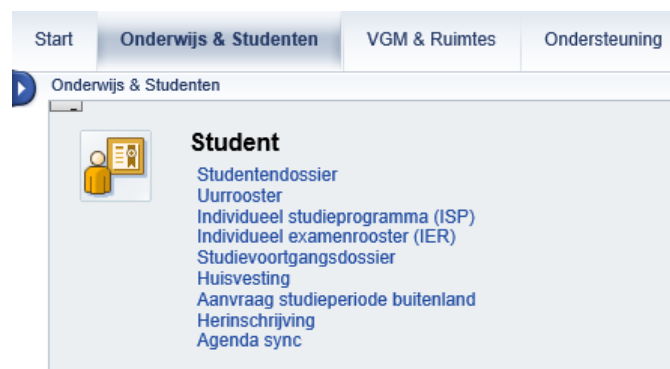 Start Onderwijs & Studenten VGM & Ruimtes Ondersteuning
Onderwijs & Studenten
Student
Studentendossier
Uurrooster
Individueel studieprogramma (ISP)
Individueel examenrooster (IER)
Studievoortgangsdossier
Huisvesting
Aanvraag studieperiode buitenland
Herinschrijving
Agenda sync